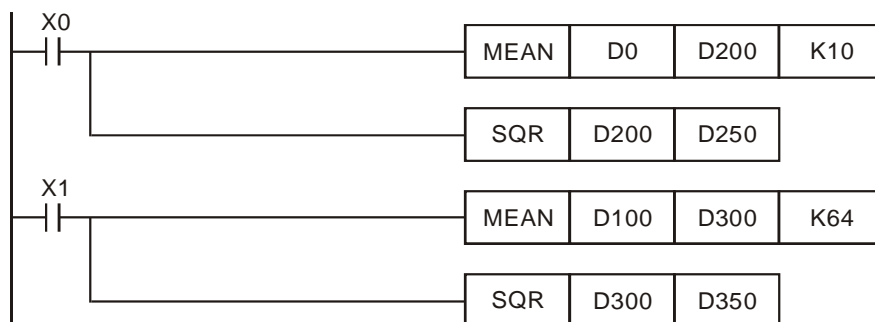 X0
MEAN D0 D200 K10
SQR D200 D250
X1
MEAN D100 D300 K64
SQR D300 D350